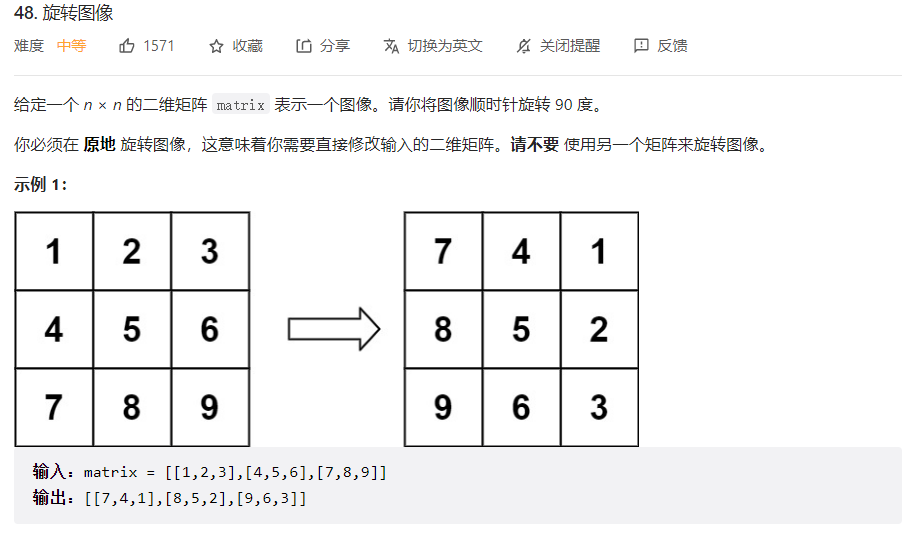 48. 旋转图像
难度 中等 1571 收藏 分享 切换为英文 关闭提醒 反馈
给定一个 n × n 的二维矩阵 matrix 表示一个图像。请你将图像顺时针旋转 90 度。
你必须在 原地 旋转图像，这意味着你需要直接修改输入的二维矩阵。请不要 使用另一个矩阵来旋转图像。
示例 1：
1 2 3 7 4 1
4 5 6 8 5 2
7 8 9 9 6 3
输入：matrix = [[1,2,3],[4,5,6],[7,8,9]]
输出：[[7,4,1],[8,5,2],[9,6,3]]